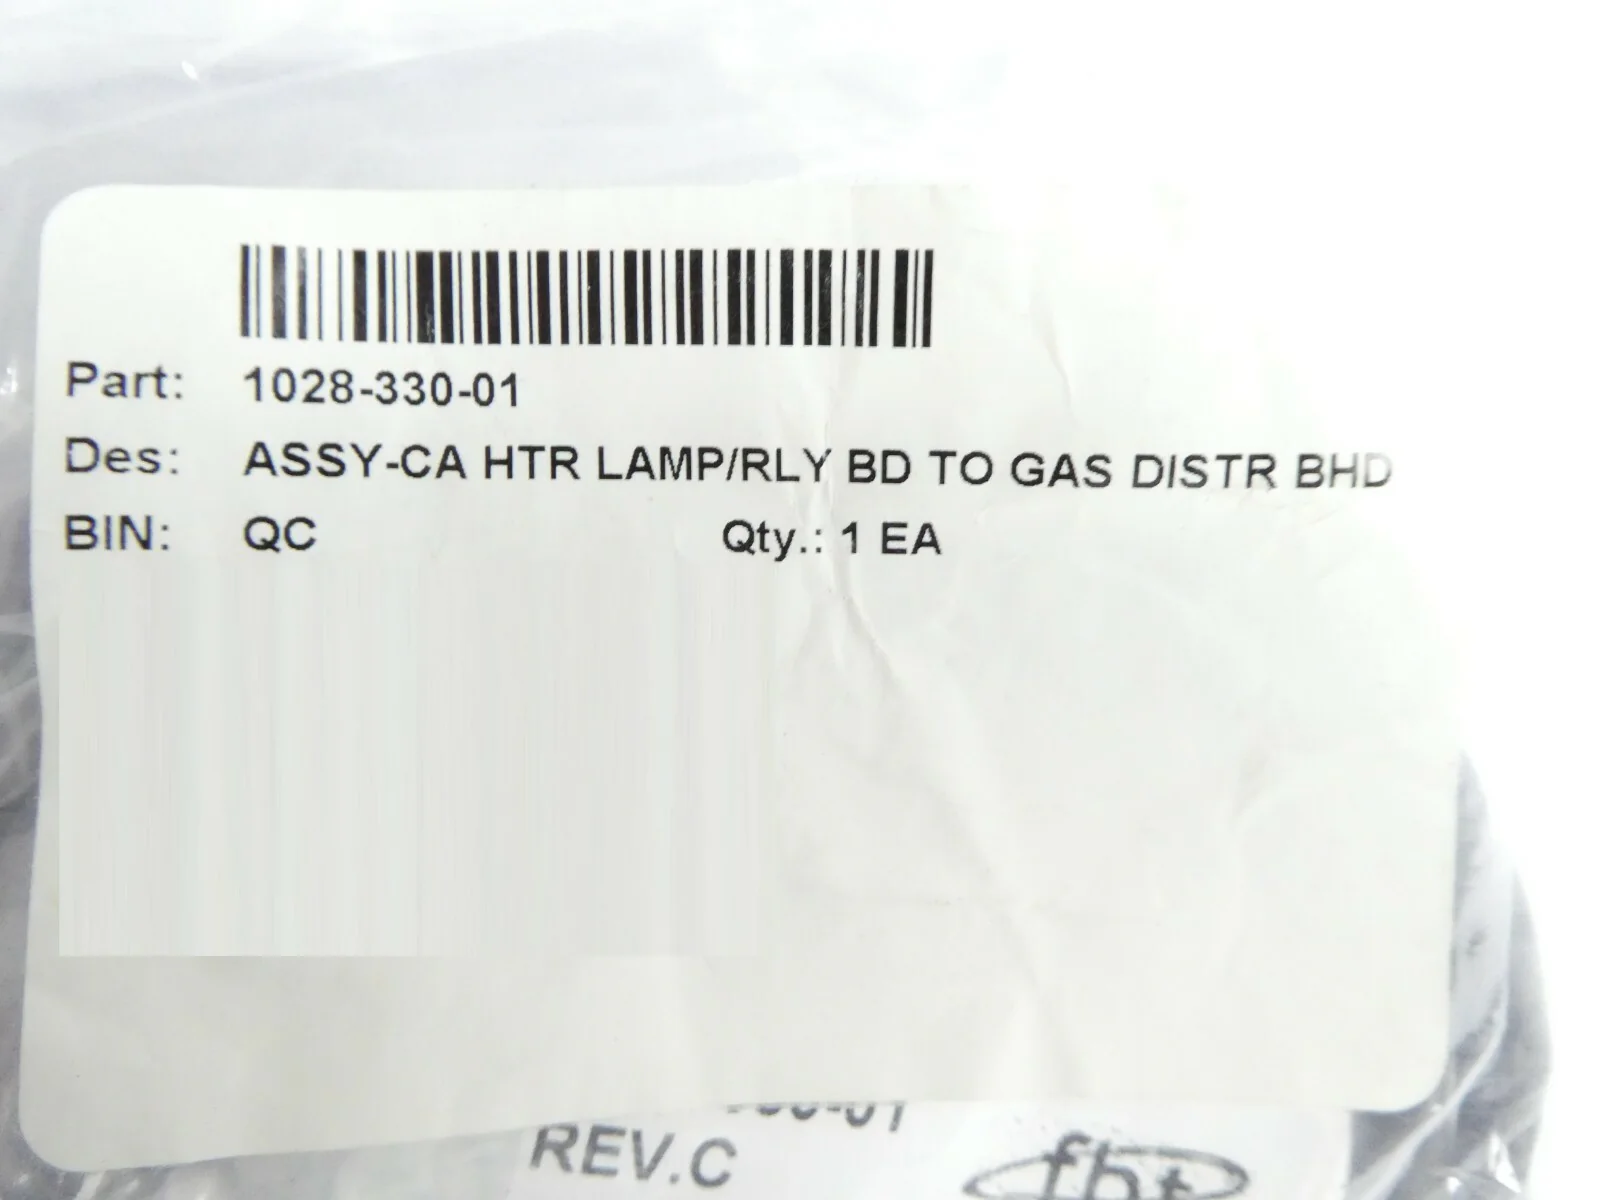 Part: 1028-330-01
Des: ASSY-CA HTR LAMP/RLY BD TO GAS DISTR BHD
BIN: QC Qty.: 1 EA
REV.C